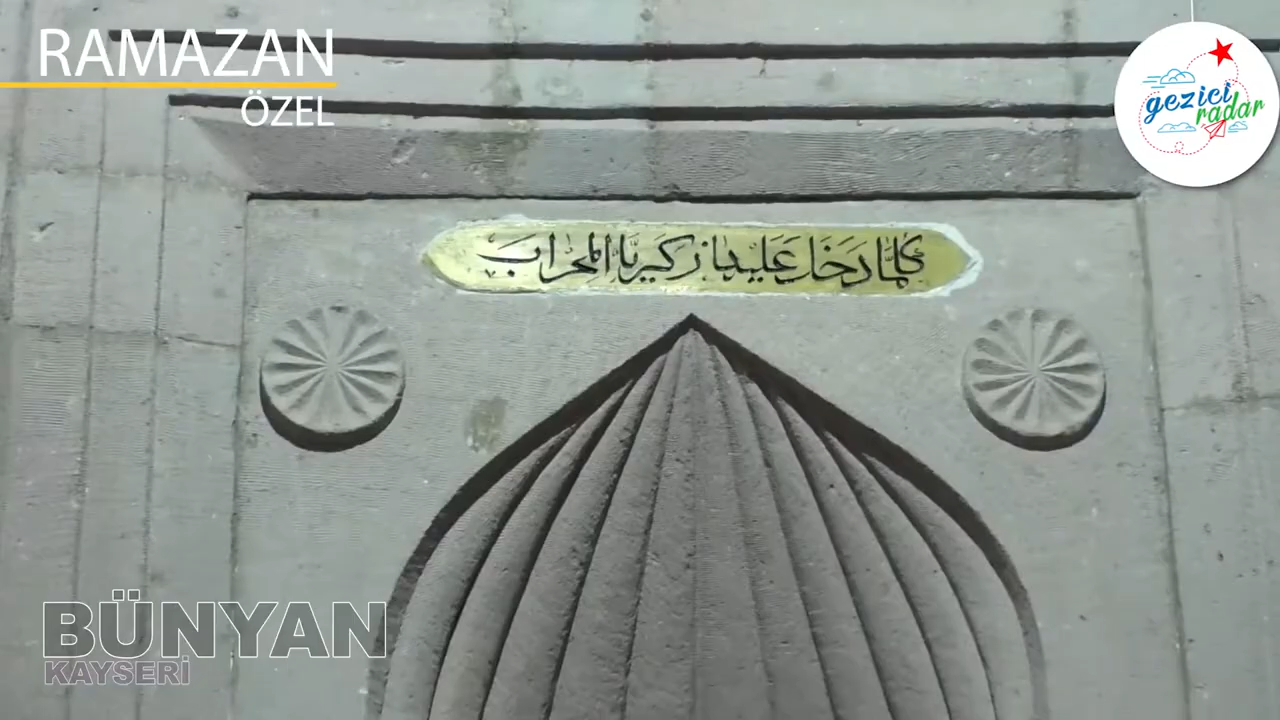 RAMAZAN
ÖZEL
gezici
radar
كلما دخل عليها زكريا المحراب
BÜNYAN
KAYSERİ